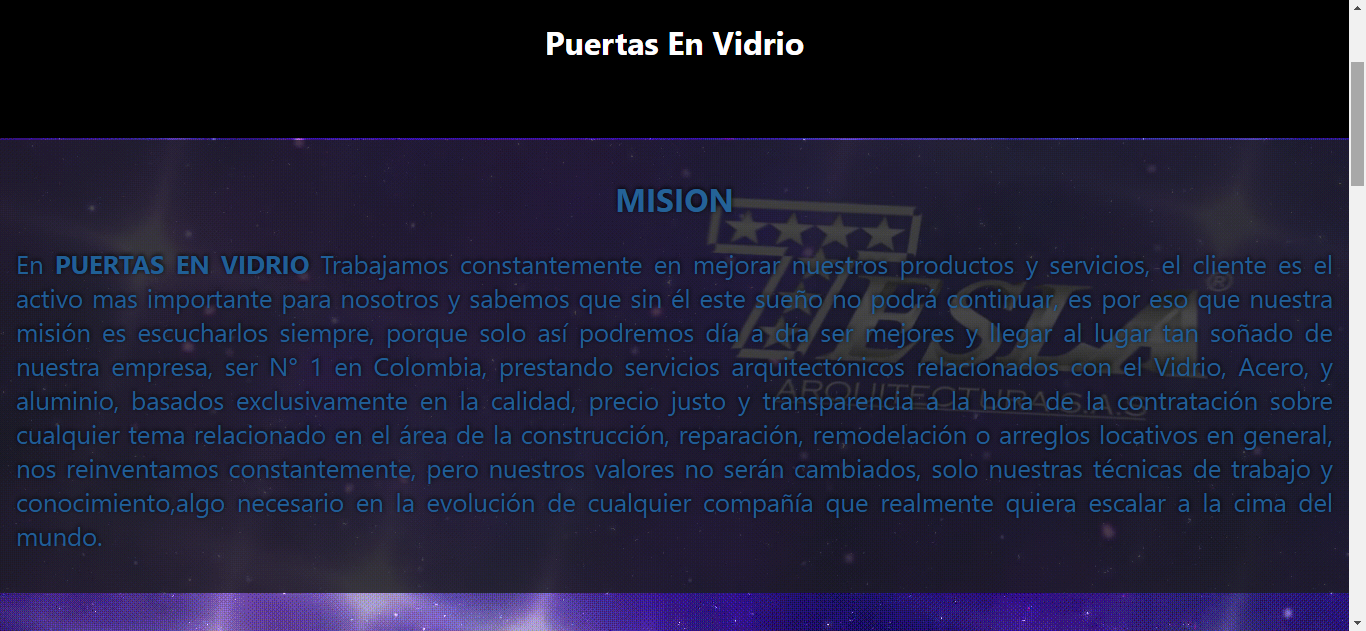 Puertas En Vidrio
MISION
En PUERTAS EN VIDRIO Trabajamos constantemente en mejorar nuestros productos y servicios, el cliente es el
activo mas importante para nosotros y sabemos que sin él este sueño no podrá continuar, es por eso que nuestra
misión es escucharlos siempre, porque solo así podremos día a día ser mejores y llegar al lugar tan soñado de
nuestra empresa, ser N° 1 en Colombia, prestando servicios arquitectónicos relacionados con el Vidrio, Acero, y
aluminio, basados exclusivamente en la calidad, precio justo y transparencia a la hora de la contratación sobre
cualquier tema relacionado en el área de la construcción, reparación, remodelación o arreglos locativos en general,
nos reinventamos constantemente, pero nuestros valores no serán cambiados, solo nuestras técnicas de trabajo y
conocimiento,algo necesario en la evolución de cualquier compañía que realmente quiera escalar a la cima del
mundo.
TESLA ®
ARQUITECTURA S.A.S